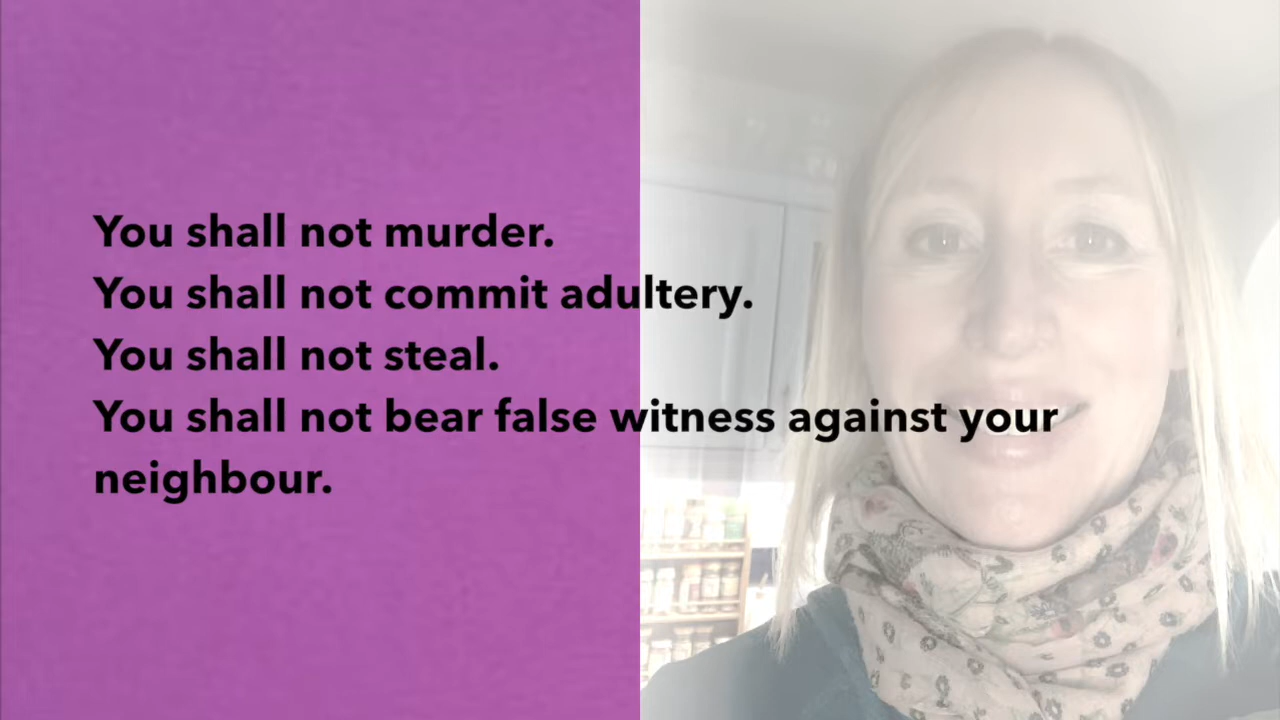 You shall not murder.
You shall not commit adultery.
You shall not steal.
You shall not bear false witness against your
neighbour.